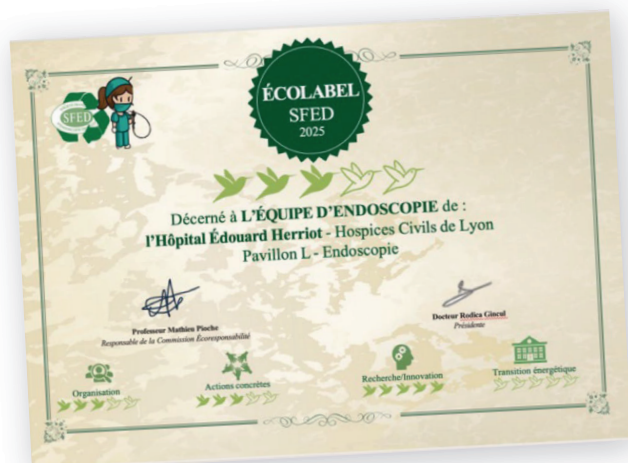 ÉCOLABEL
SFED
2025
SFED
Décerné à L'ÉQUIPE D'ENDOSCOPIE de :
l'Hôpital Édouard Herriot - Hospices Civils de Lyon
Pavillon L - Endoscopie
Professeur Mathieu Pioche
Responsable de la Commission Écoresponsabilité
Docteur Rodica Gincul
Présidente
Organisation
Actions concrètes
Recherche/Innovation
Transition énergétique